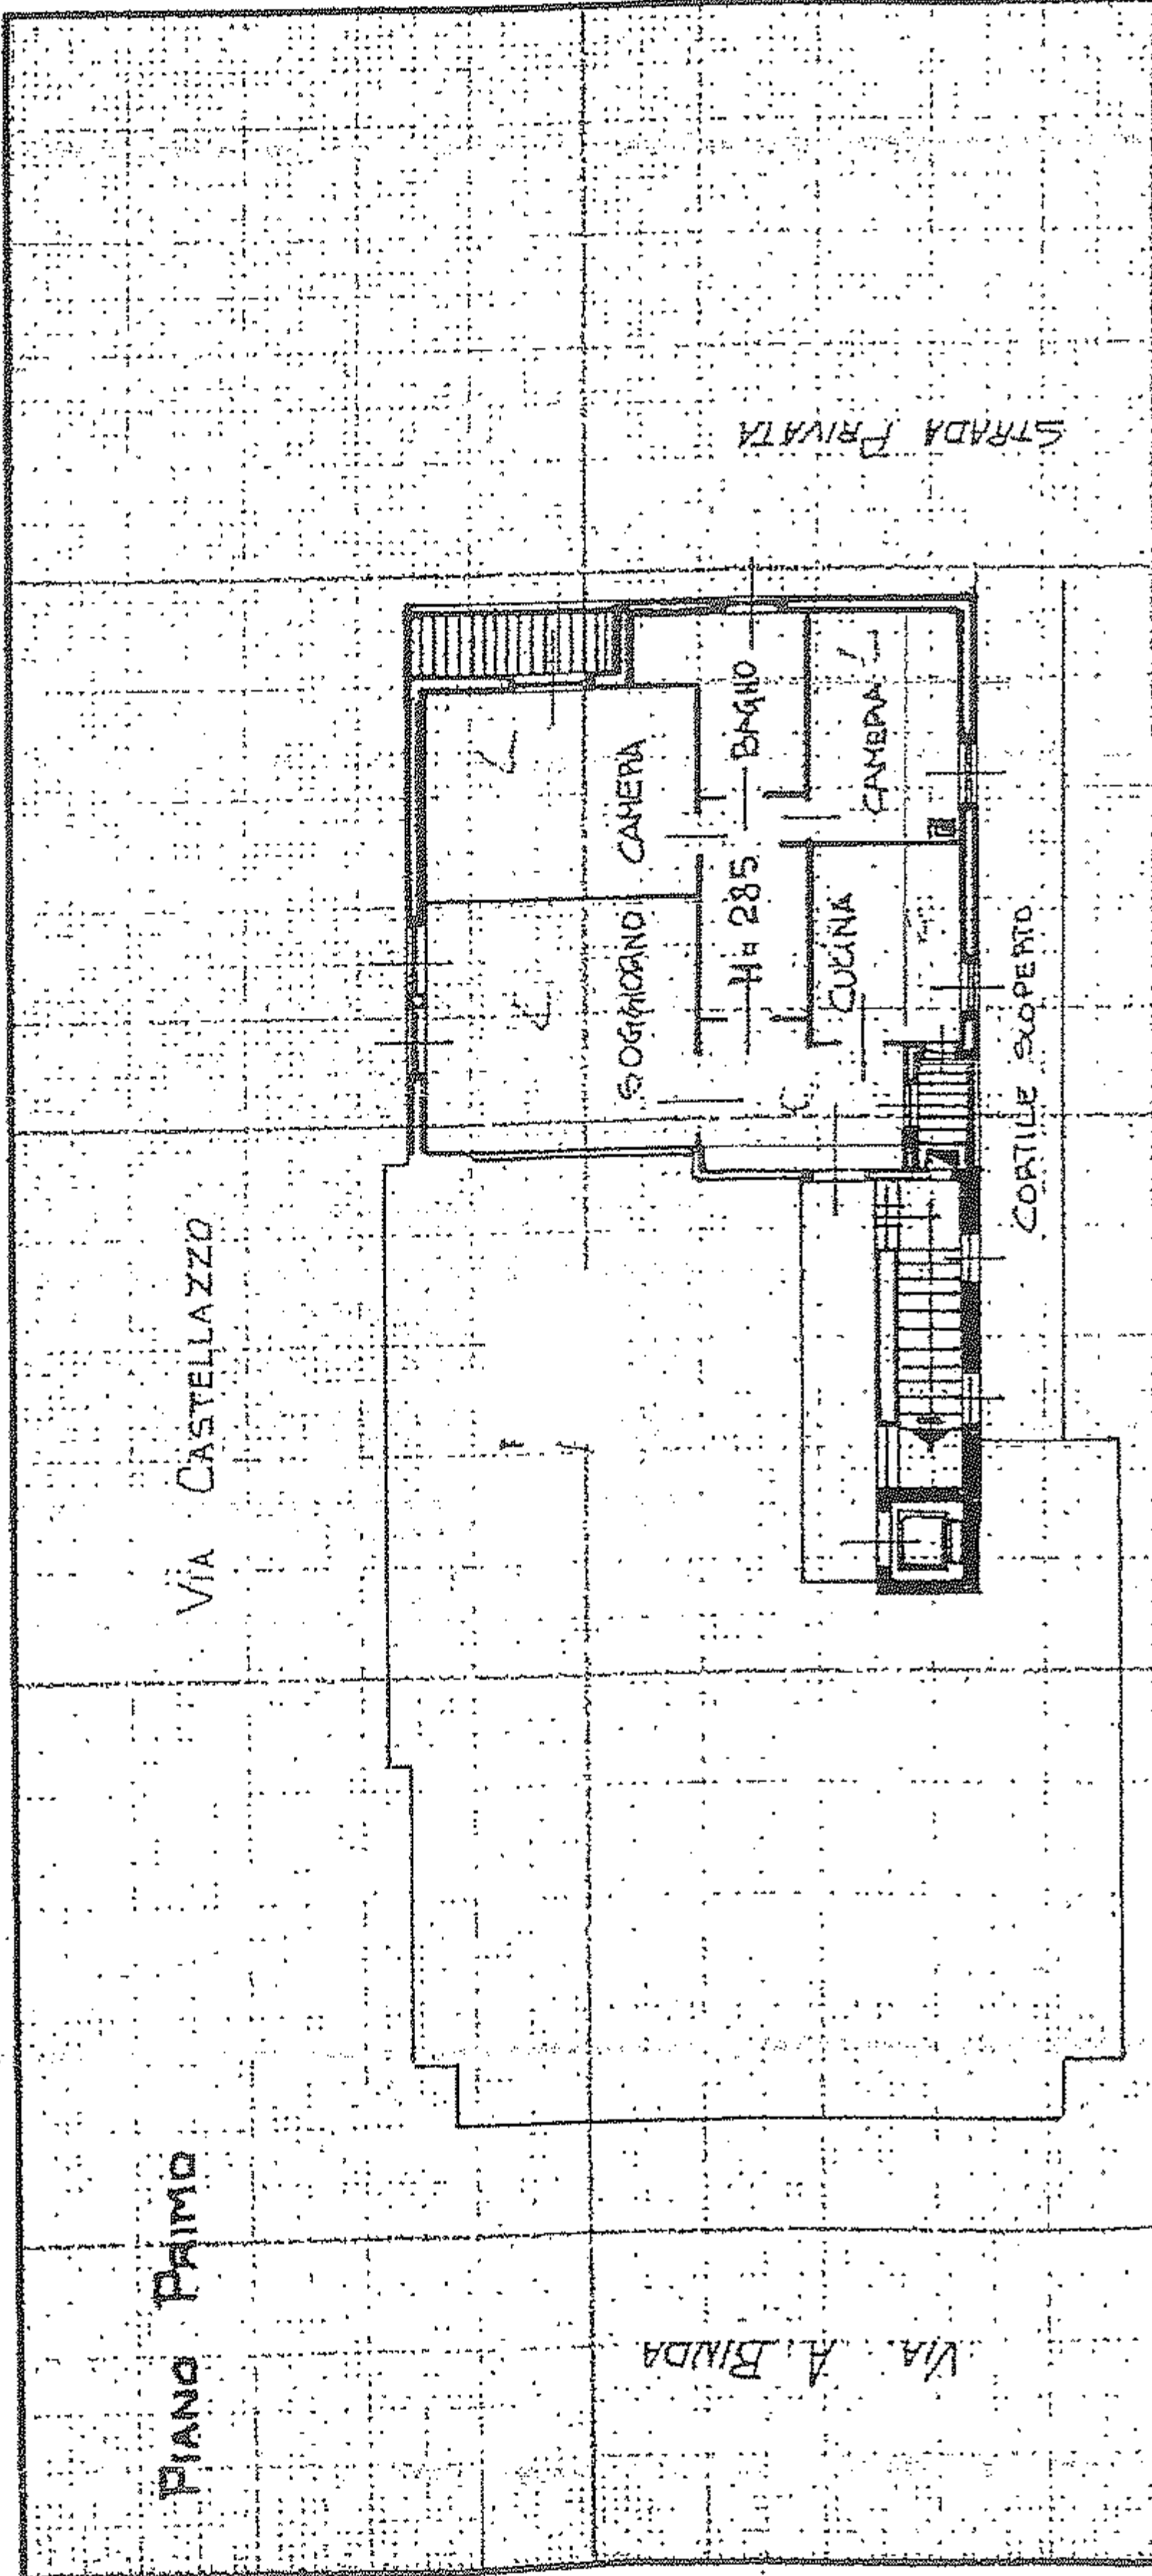 PIANO PRIMO
VIA CASTELLAZZO
SOGGIORNO
CAMERA
H = 285
BAGNO
CUCINA
CAMERA
CORTILE SCOPERTO
STRADA PRIVATA
VIA A. BINDA